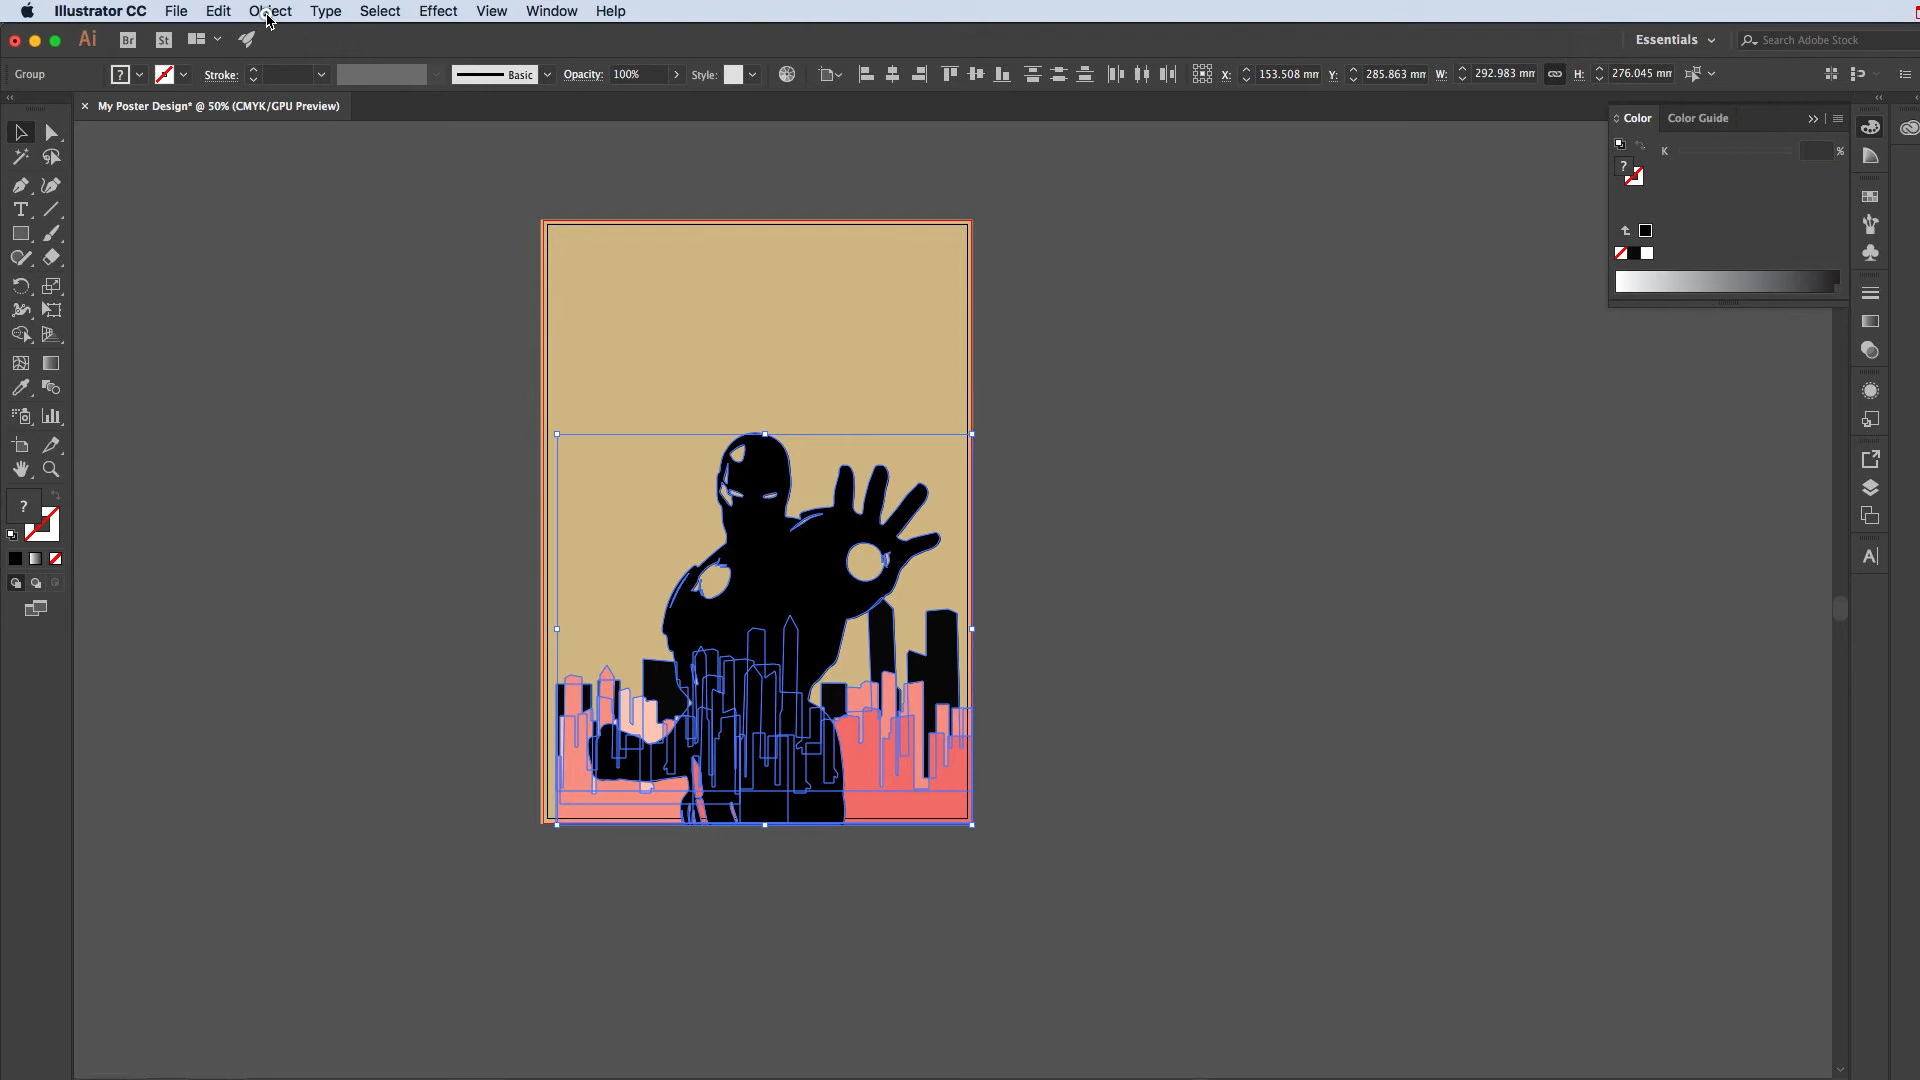 Illustrator CC File Edit Object Type Select Effect View Window Help
Ai Br St Essentials Search Adobe Stock
Group ? Stroke: Basic Opacity: 100% Style: X: 153.508 mm Y: 285.863 mm W: 292.983 mm H: 276.045 mm
× My Poster Design* @ 50% (CMYK/GPU Preview)
Color Color Guide
K %
?
T
?
A